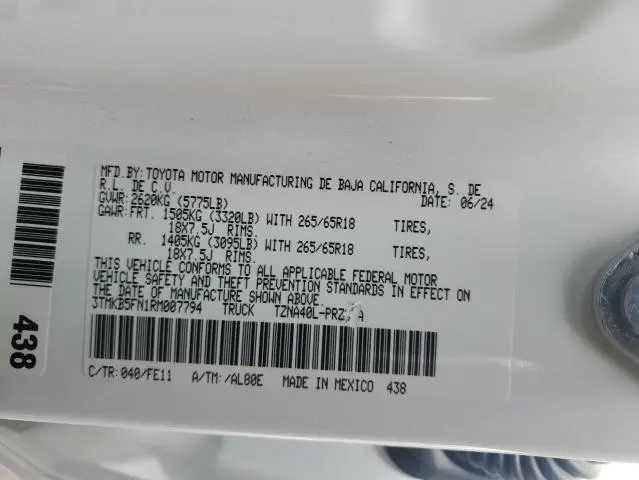 MFD.BY:TOYOTA MOTOR MANUFACTURING DE BAJA CALIFORNIA, S. DE
R.L. DE C.V. DATE: 06/24
GVWR:2620KG (5775LB)
GAWR:FRT. 1505KG (3320LB) WITH 265/65R18 TIRES,
18X7.5J RIMS.
RR. 1405KG (3095LB) WITH 265/65R18 TIRES,
18X7.5J RIMS.
THIS VEHICLE CONFORMS TO ALL APPLICABLE FEDERAL MOTOR
VEHICLE SAFETY AND THEFT PREVENTION STANDARDS IN EFFECT ON
THE DATE OF MANUFACTURE SHOWN ABOVE.
3TMKB5FN1RM007794 TRUCK
C/TR:040/FE11 A/TM:/AL80E MADE IN MEXICO 438
438